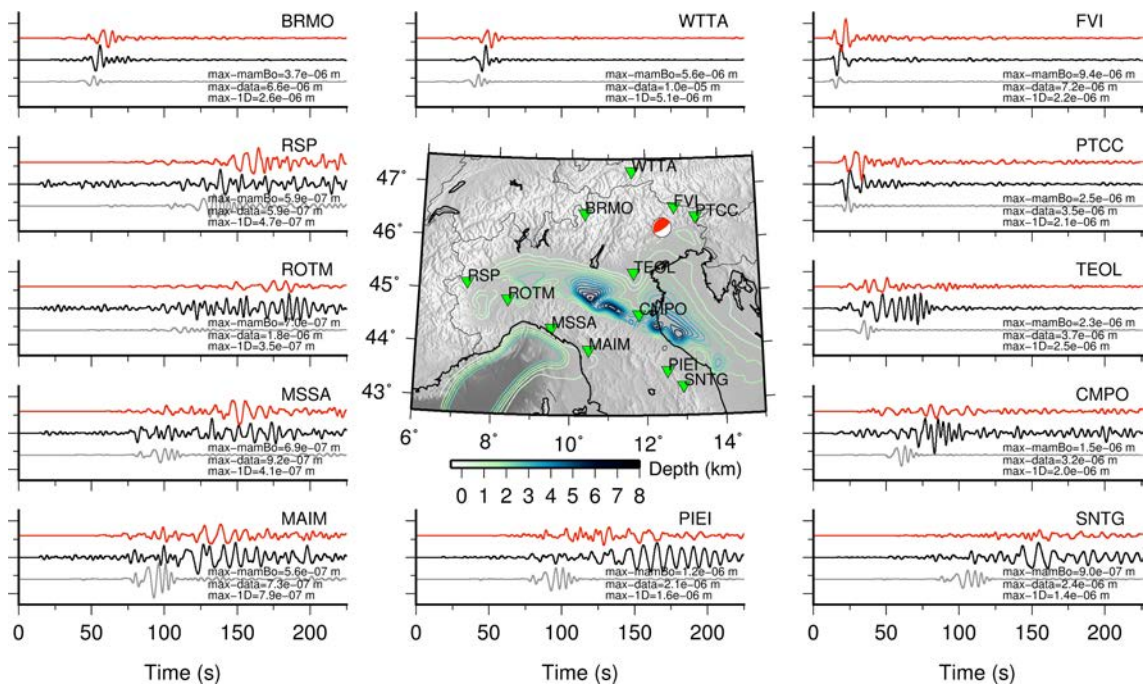 BRMO
max-mamBo=3.7e-06 m
max-data=6.6e-06 m
max-1D=2.6e-06 m
WTTA
max-mamBo=5.6e-06 m
max-data=1.0e-05 m
max-1D=5.1e-06 m
FVI
max-mamBo=9.4e-06 m
max-data=7.2e-06 m
max-1D=2.2e-06 m
RSP
max-mamBo=5.9e-07 m
max-data=5.9e-07 m
max-1D=4.7e-07 m
PTCC
max-mamBo=2.5e-06 m
max-data=3.5e-06 m
max-1D=2.1e-06 m
ROTM
max-mamBo=7.0e-07 m
max-data=1.8e-06 m
max-1D=3.5e-07 m
TEOL
max-mamBo=2.3e-06 m
max-data=3.7e-06 m
max-1D=2.5e-06 m
MSSA
max-mamBo=6.9e-07 m
max-data=9.2e-07 m
max-1D=4.1e-07 m
CMPO
max-mamBo=1.5e-06 m
max-data=3.2e-06 m
max-1D=2.0e-06 m
47°
46°
45°
44°
43°
6° 8° 10° 12° 14°
WTTA
BRMO
FVI
PTCC
TEOL
RSP
ROTM
CMPO
MSSA
MAIM
PIEI
SNTG
Depth (km)
0 1 2 3 4 5 6 7 8
MAIM
max-mamBo=5.6e-07 m
max-data=7.3e-07 m
max-1D=7.9e-07 m
PIEI
max-mamBo=1.2e-06 m
max-data=2.1e-06 m
max-1D=1.6e-06 m
SNTG
max-mamBo=9.0e-07 m
max-data=2.4e-06 m
max-1D=1.4e-06 m
0 50 100 150 200
0 50 100 150 200
0 50 100 150 200
Time (s)
Time (s)
Time (s)